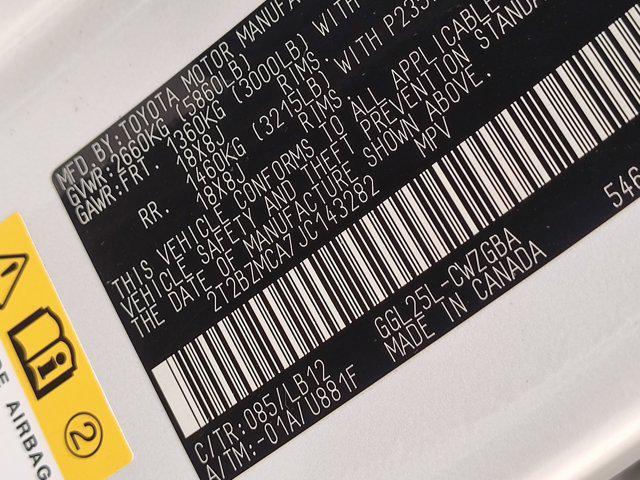 MFD.BY:TOYOTA MOTOR MANUFA
GVWR:2660KG (5860LB)
GAWR:FRT. 1360KG (3000LB) WITH
18X8J RIMS,
RR. 1460KG (3215LB) WITH P235
18X8J RIMS
THIS VEHICLE CONFORMS TO ALL APPLICABLE
VEHICLE SAFETY AND THEFT PREVENTION STANDA
THE DATE OF MANUFACTURE SHOWN ABOVE.
2T2BZMCA7JC143282 MPV
546
C/TR:085/LB12 GGL25L-CWZGBA
A/TM:-01A/U881F MADE IN CANADA
E AIRBAG
2